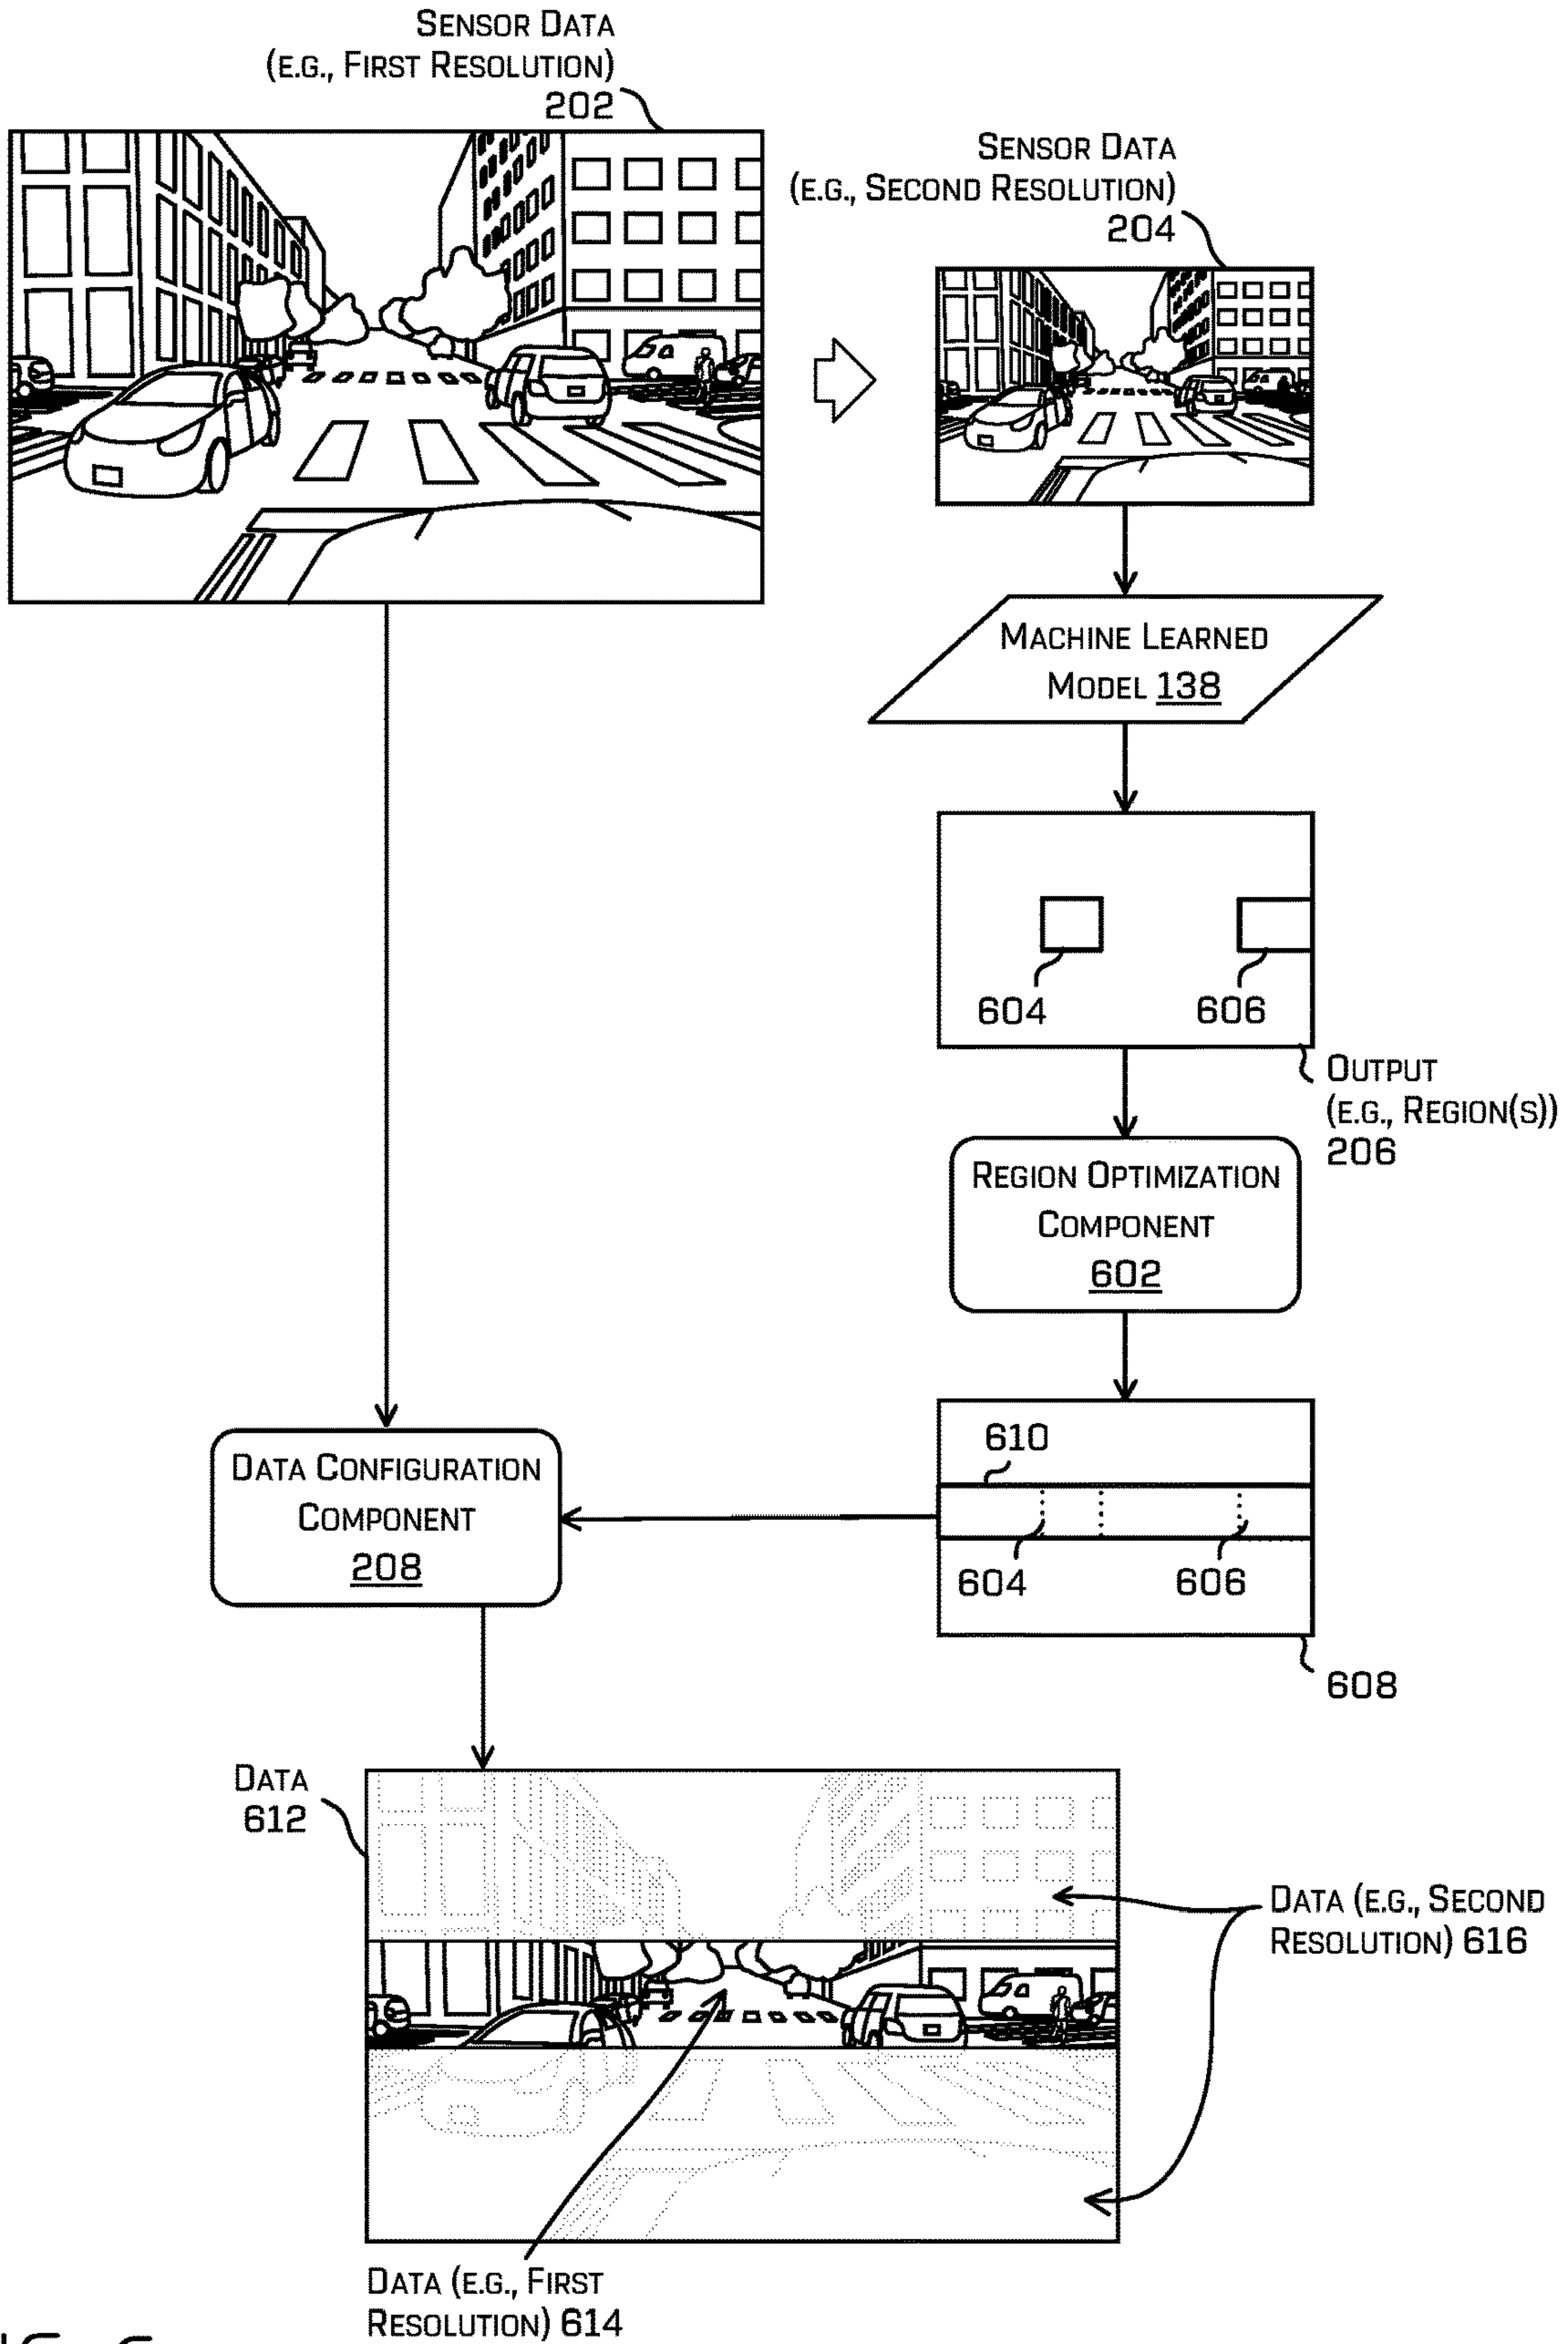 Sensor Data
(e.g., First Resolution)
202
Sensor Data
(e.g., Second Resolution)
204
Machine Learned
Model 138
604
606
Output
(e.g., Region(s))
206
Region Optimization
Component
602
Data Configuration
Component
208
610
604
606
608
Data
612
Data (e.g., Second
Resolution) 616
Data (e.g., First
Resolution) 614